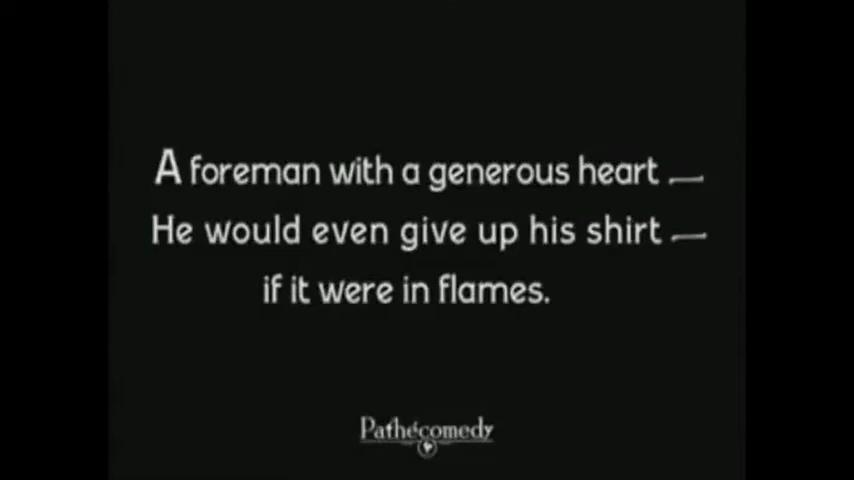 A foreman with a generous heart —
He would even give up his shirt —
if it were in flames.
Pathécomedy